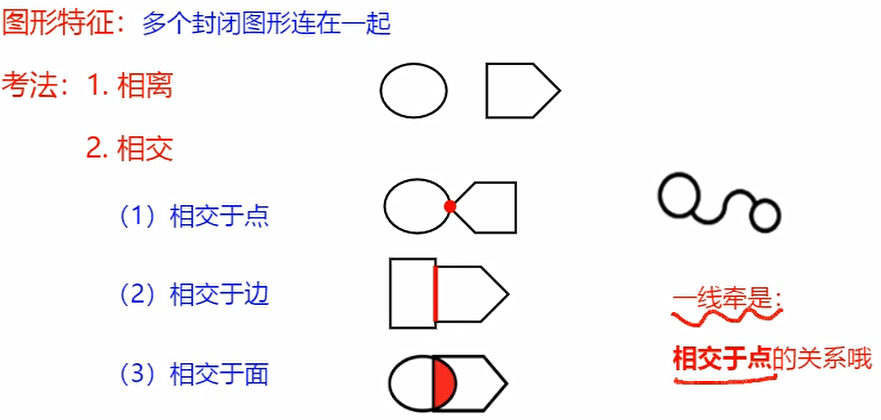 图形特征：多个封闭图形连在一起
考法：1. 相离
2. 相交
（1）相交于点
（2）相交于边
（3）相交于面
一线牵是：
相交于点的关系哦